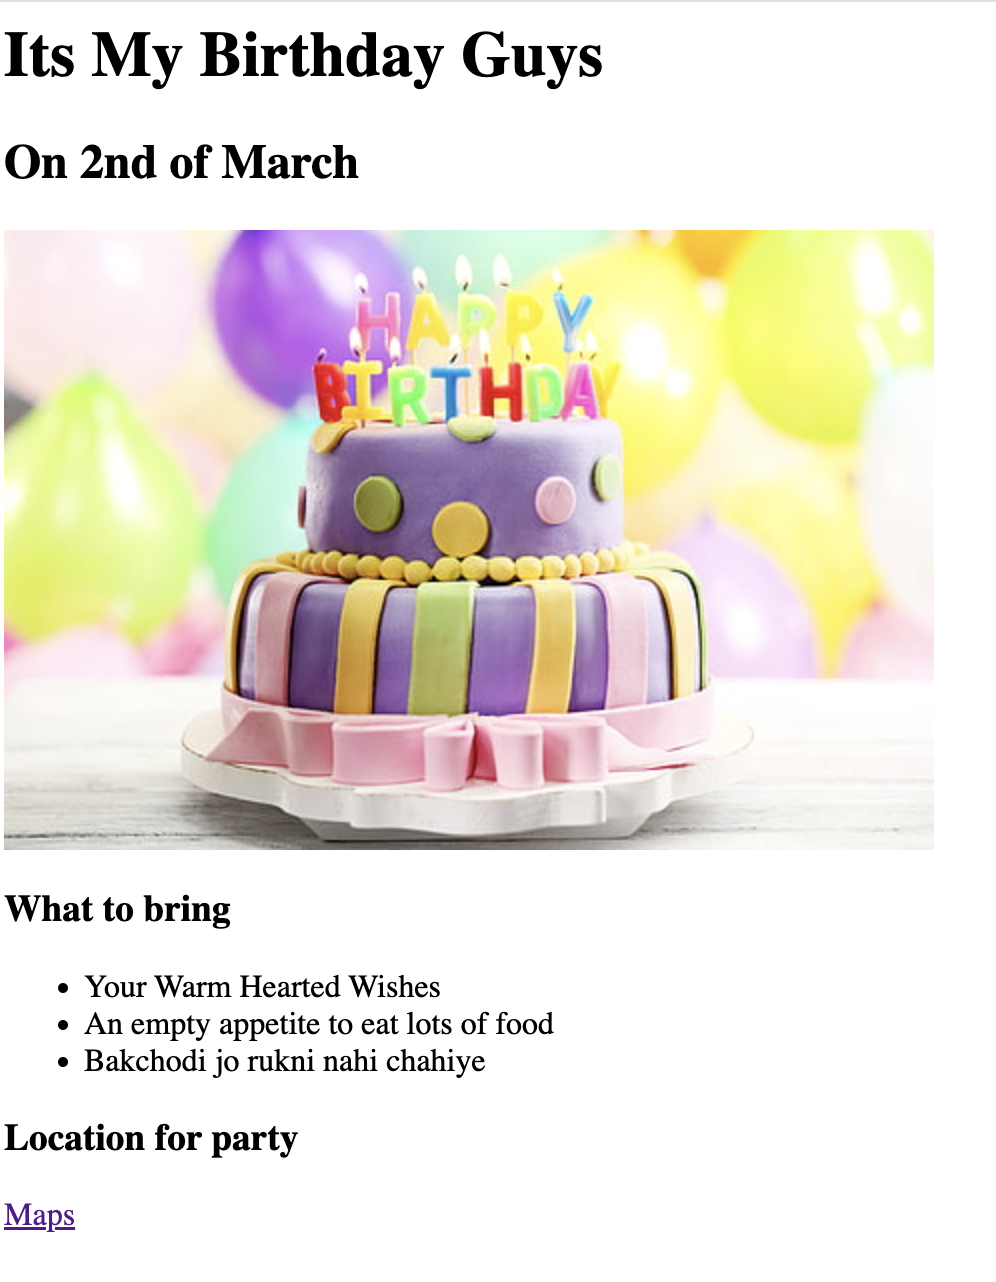 Its My Birthday Guys
On 2nd of March
HAPPY
BIRTHDAY
What to bring
Your Warm Hearted Wishes
An empty appetite to eat lots of food
Bakchodi jo rukni nahi chahiye
Location for party
Maps